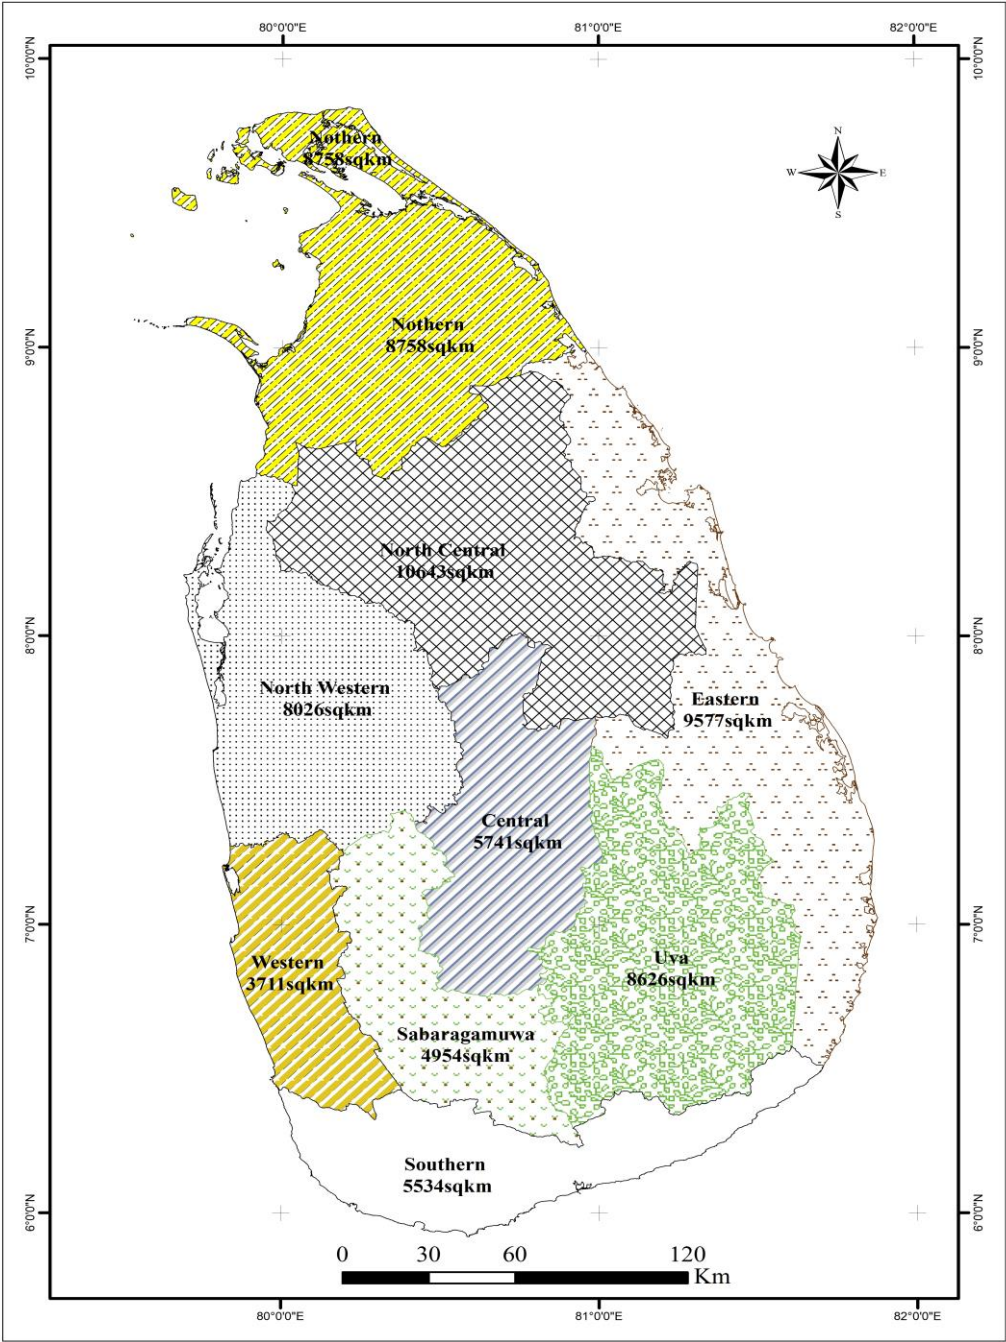 80°0'0"E 81°0'0"E 82°0'0"E
10°0'0"N 10°0'0"N
N
W E
S
Nothern
8758sqkm
Nothern
8758sqkm
9°0'0"N 9°0'0"N
North Central
10643sqkm
8°0'0"N 8°0'0"N
North Western
8026sqkm
Eastern
9577sqkm
Central
5741sqkm
7°0'0"N 7°0'0"N
Western
3711sqkm
Uva
8626sqkm
Sabaragamuwa
4954sqkm
Southern
5534sqkm
6°0'0"N 6°0'0"N
0 30 60 120
Km
80°0'0"E 81°0'0"E 82°0'0"E